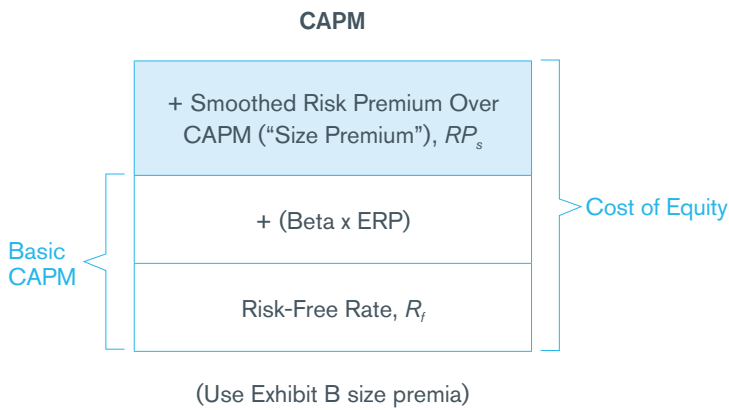 CAPM
+ Smoothed Risk Premium Over
CAPM (“Size Premium”), RPs
+ (Beta x ERP)
Cost of Equity
Basic
CAPM
Risk-Free Rate, Rf
(Use Exhibit B size premia)